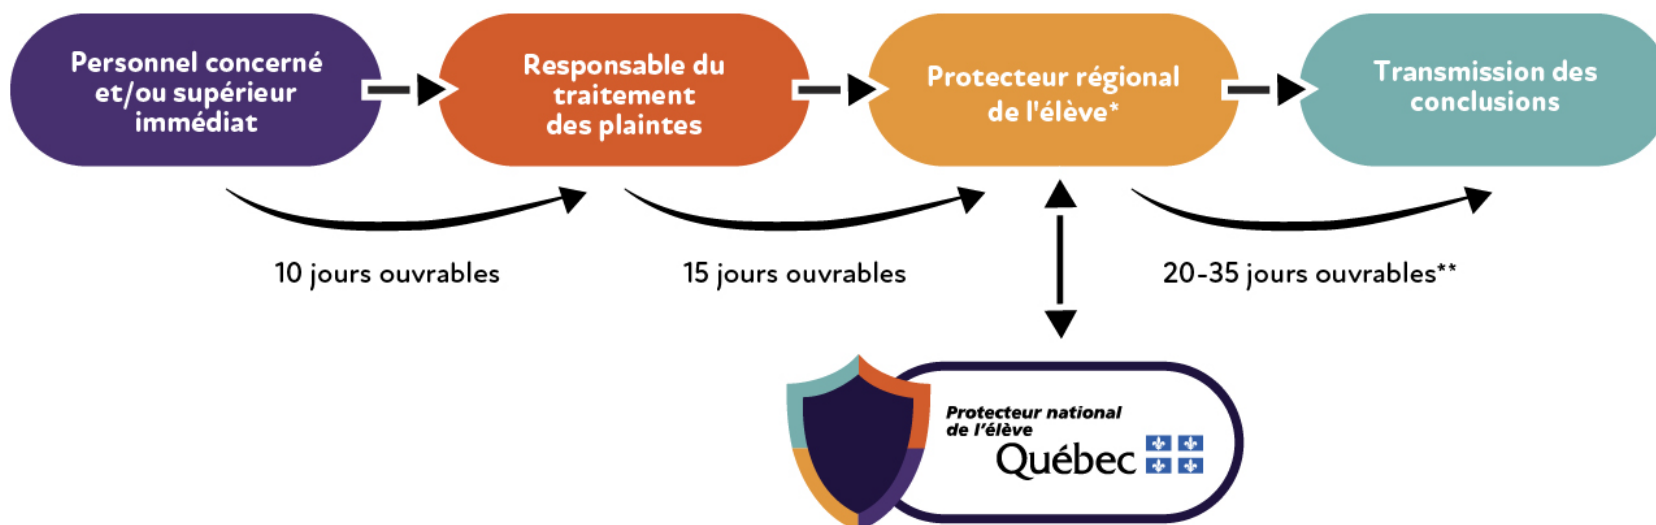 Personnel concerné
et/ou supérieur
immédiat
Responsable du
traitement
des plaintes
Protecteur régional
de l'élève*
Transmission des
conclusions
10 jours ouvrables
15 jours ouvrables
20-35 jours ouvrables**
Protecteur national
de l'élève
Québec